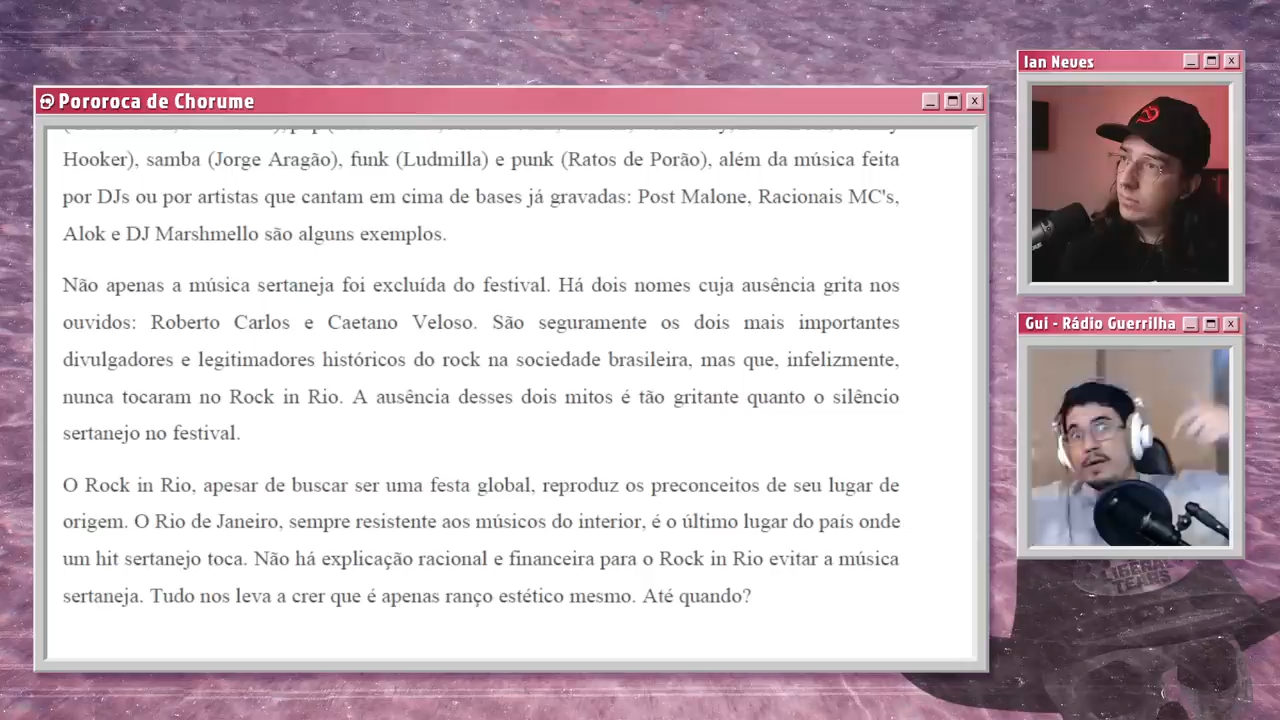 Pororoca de Chorume
Hooker), samba (Jorge Aragão), funk (Ludmilla) e punk (Ratos de Porão), além da música feita
por DJs ou por artistas que cantam em cima de bases já gravadas: Post Malone, Racionais MC's,
Alok e DJ Marshmello são alguns exemplos.
Não apenas a música sertaneja foi excluída do festival. Há dois nomes cuja ausência grita nos
ouvidos: Roberto Carlos e Caetano Veloso. São seguramente os dois mais importantes
divulgadores e legitimadores históricos do rock na sociedade brasileira, mas que, infelizmente,
nunca tocaram no Rock in Rio. A ausência desses dois mitos é tão gritante quanto o silêncio
sertanejo no festival.
O Rock in Rio, apesar de buscar ser uma festa global, reproduz os preconceitos de seu lugar de
origem. O Rio de Janeiro, sempre resistente aos músicos do interior, é o último lugar do país onde
um hit sertanejo toca. Não há explicação racional e financeira para o Rock in Rio evitar a música
sertaneja. Tudo nos leva a crer que é apenas ranço estético mesmo. Até quando?
Ian Neves
Gui - Rádio Guerrilha
LIBERAL
TEARS